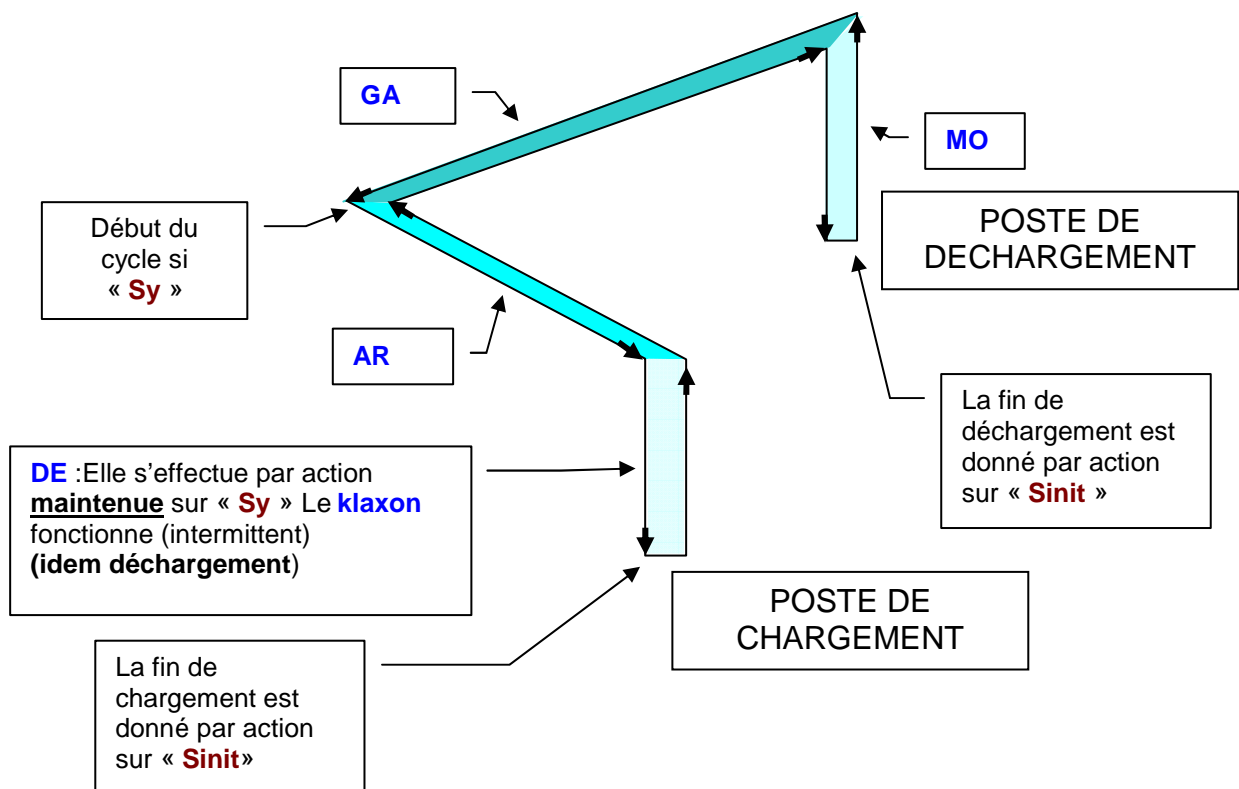 GA
MO
Début du
cycle si
« Sy »
POSTE DE
DECHARGEMENT
AR
La fin de
déchargement est
donné par action
sur « Sinit »
DE :Elle s’effectue par action
maintenue sur « Sy » Le klaxon
fonctionne (intermittent)
(idem déchargement)
POSTE DE
CHARGEMENT
La fin de
chargement est
donné par action
sur « Sinit»